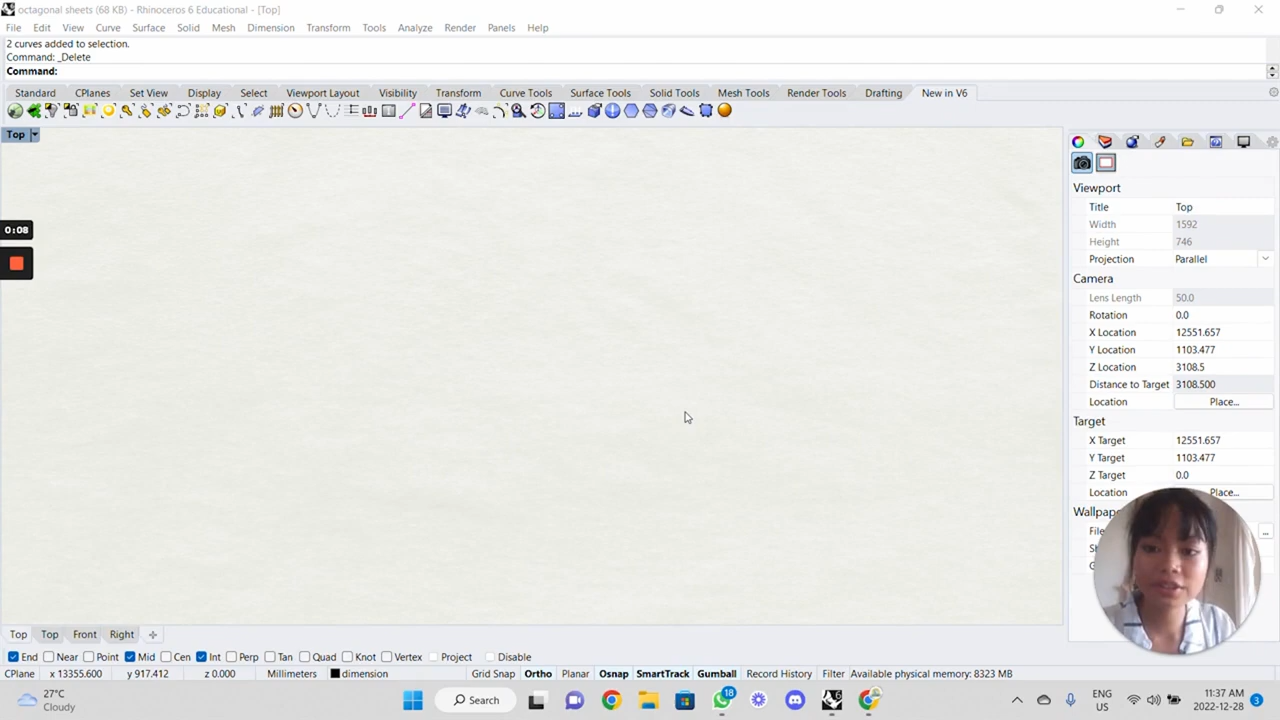 octagonal sheets (68 KB) - Rhinoceros 6 Educational - [Top]
File Edit View Curve Surface Solid Mesh Dimension Transform Tools Analyze Render Panels Help
2 curves added to selection.
Command: _Delete
Command:
Standard CPlanes Set View Display Select Viewport Layout Visibility Transform Curve Tools Surface Tools Solid Tools Mesh Tools Render Tools Drafting New in V6
Top
0:08
Viewport
Title Top
Width 1592
Height 746
Projection Parallel
Camera
Lens Length 50.0
Rotation 0.0
X Location 12551.657
Y Location 1103.477
Z Location 3108.5
Distance to Target 3108.500
Location Place...
Target
X Target 12551.657
Y Target 1103.477
Z Target 0.0
Location Place...
Top Top Front Right
End Near Point Mid Cen Int Perp Tan Quad Knot Vertex Project Disable
CPlane x 13355.600 y 917.412 z 0.000 Millimeters dimension Grid Snap Ortho Planar Osnap SmartTrack Gumball Record History Filter Available physical memory: 8323 MB
27°C
Cloudy
Search
18
ENG
US
11:37 AM
2022-12-28
3